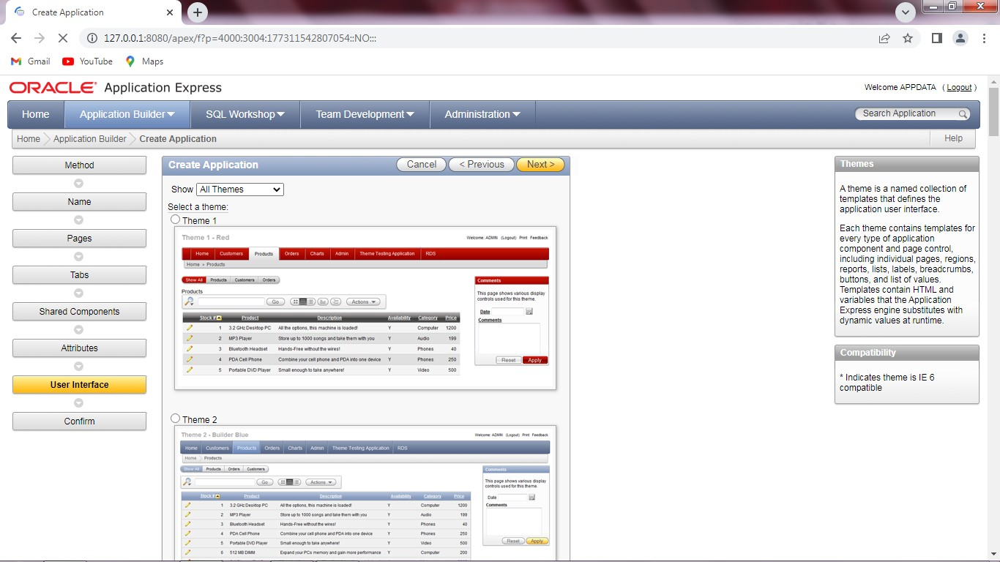 Create Application
127.0.0.1:8080/apex/f?p=4000:3004:177311542807054::NO:::
Gmail YouTube Maps
ORACLE Application Express
Welcome APPDATA ( Logout )
Home Application Builder SQL Workshop Team Development Administration Search Application
Home Application Builder Create Application Help
Method
Name
Pages
Tabs
Shared Components
Attributes
User Interface
Confirm
Create Application Cancel < Previous Next >
Show All Themes
Select a theme:
Theme 1
Theme 1 - Red Welcome: ADMIN (Logout) Print Feedback
Home Customers Products Orders Charts Admin Theme Testing Application RDS
Home > Products
Show All Products Customers Orders
Products
Go Actions
Stock # Product Description Availability Category Price
1 3.2 GHz Desktop PC All the options, this machine is loaded! Y Computer 1200
2 MP3 Player Store up to 1000 songs and take them with you Y Audio 199
3 Bluetooth Headset Hands-Free without the wires! Y Phones 40
4 PDA Cell Phone Combine your cell phone and PDA into one device Y Phones 250
5 Portable DVD Player Small enough to take anywhere! Y Video 500
Comments
This page shows various display
controls used for this theme.
Date
Comments
Reset Apply
Theme 2
Theme 2 - Builder Blue Welcome: ADMIN (Logout) Print Feedback
Home Customers Products Orders Charts Admin Theme Testing Application RDS
Home Products
Show All Products Orders Customers
Go Actions
Stock # Product Description Availability Category Price
1 3.2 GHz Desktop PC All the options, this machine is loaded! Y Computer 1200
2 MP3 Player Store up to 1000 songs and take them with you Y Audio 199
3 Bluetooth Headset Hands-Free without the wires! Y Phones 40
4 PDA Cell Phone Combine your cell phone and PDA into one device Y Phones 250
5 Portable DVD Player Small enough to take anywhere! Y Video 500
6 512 MB DIMM Expand your PCs memory and gain more performance Y Computer 200
Comments
This page shows various display
controls used for this theme.
Date
Comments
Reset Apply
Themes
A theme is a named collection of
templates that defines the
application user interface.
Each theme contains templates for
every type of application
component and page control,
including individual pages, regions,
reports, lists, labels, breadcrumbs,
buttons, and list of values.
Templates contain HTML and
variables that the Application
Express engine substitutes with
dynamic values at runtime.
Compatibility
* Indicates theme is IE 6
compatible